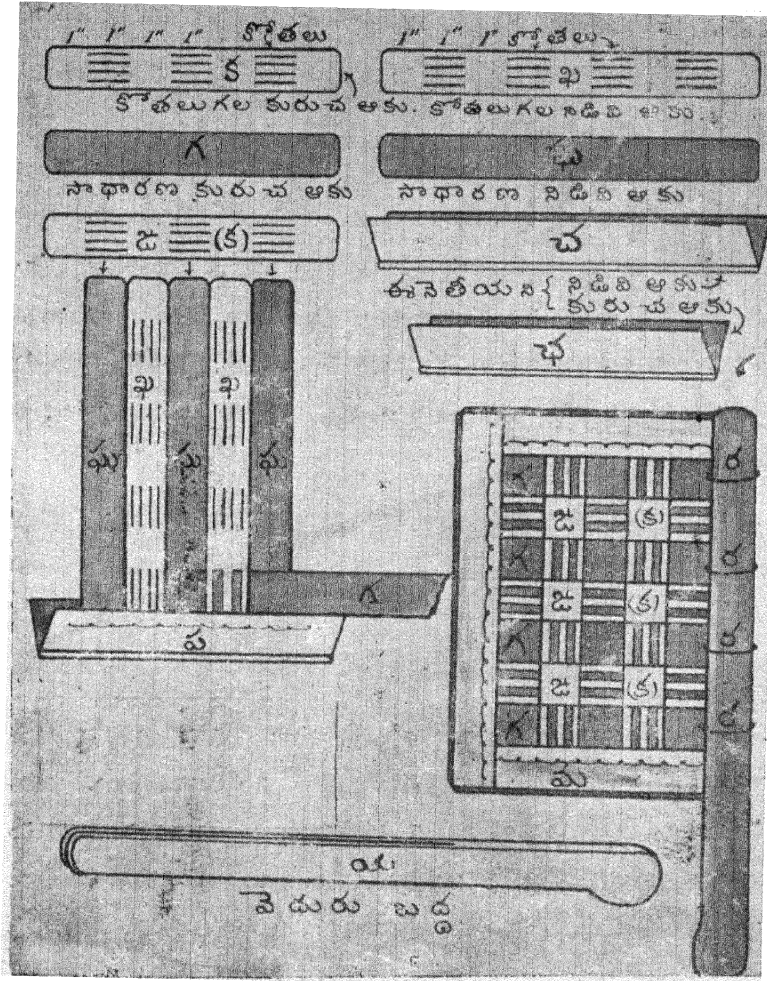 1" 1" 1" 1" కోతలు
1" 1" 1" కోతలు
క
ఖ
కోతలుగల కురుచ ఆకు.
కోతలుగల నిడివి ఆకు.
గ
ఘ
సాధారణ కురుచ ఆకు
సాధారణ నిడివి ఆకు
జ (క)
చ
ఈనెతీయని { నిడివి ఆకు
కురుచ ఆకు
ఛ
ఖ ఖ
ఘ ఘ ఘ
గ
ప
గ ర
జ (క)
గ ర
జ (క)
గ ర
జ (క)
గ ర
మ
య
వెదురు బద్ద